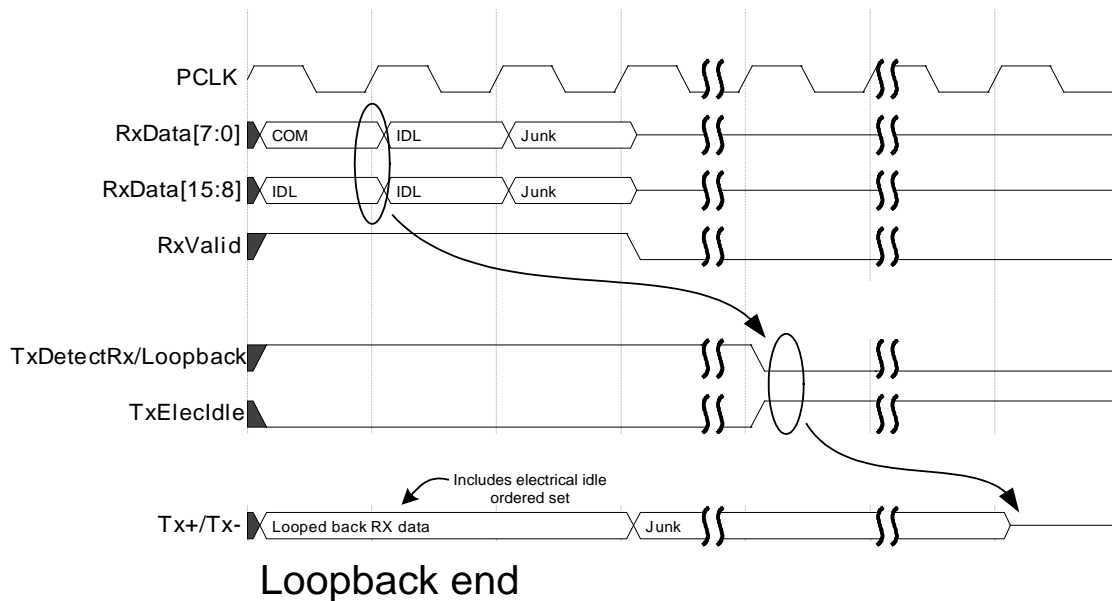 PCLK
RxData[7:0]
COM
IDL
Junk
RxData[15:8]
IDL
IDL
Junk
RxValid
TxDetectRx/Loopback
TxElecIdle
Includes electrical idle
ordered set
Tx+/Tx-
Looped back RX data
Junk
Loopback end